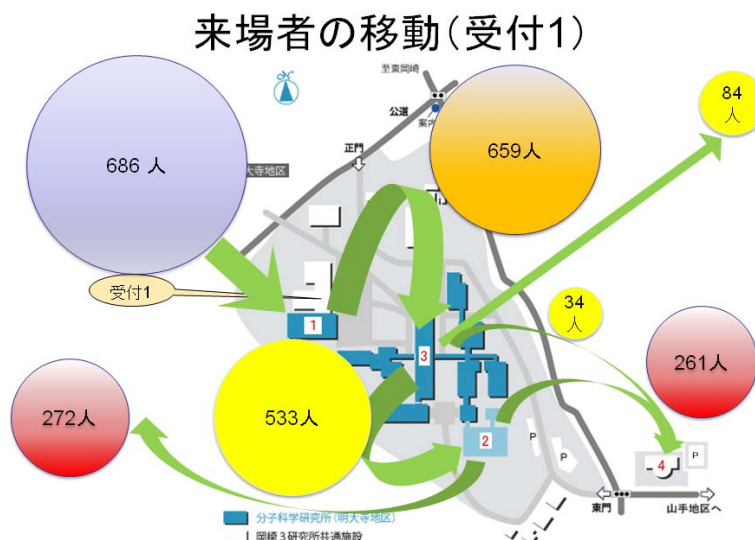 来場者の移動(受付1)
至東岡崎
公道
案内
正門
84
人
686 人
659人
大寺地区
受付1
1
34
人
3
261人
272人
533人
2
P
P
4
P
東門
山手地区へ
分子科学研究所(明大寺地区)
岡崎3研究所共通施設